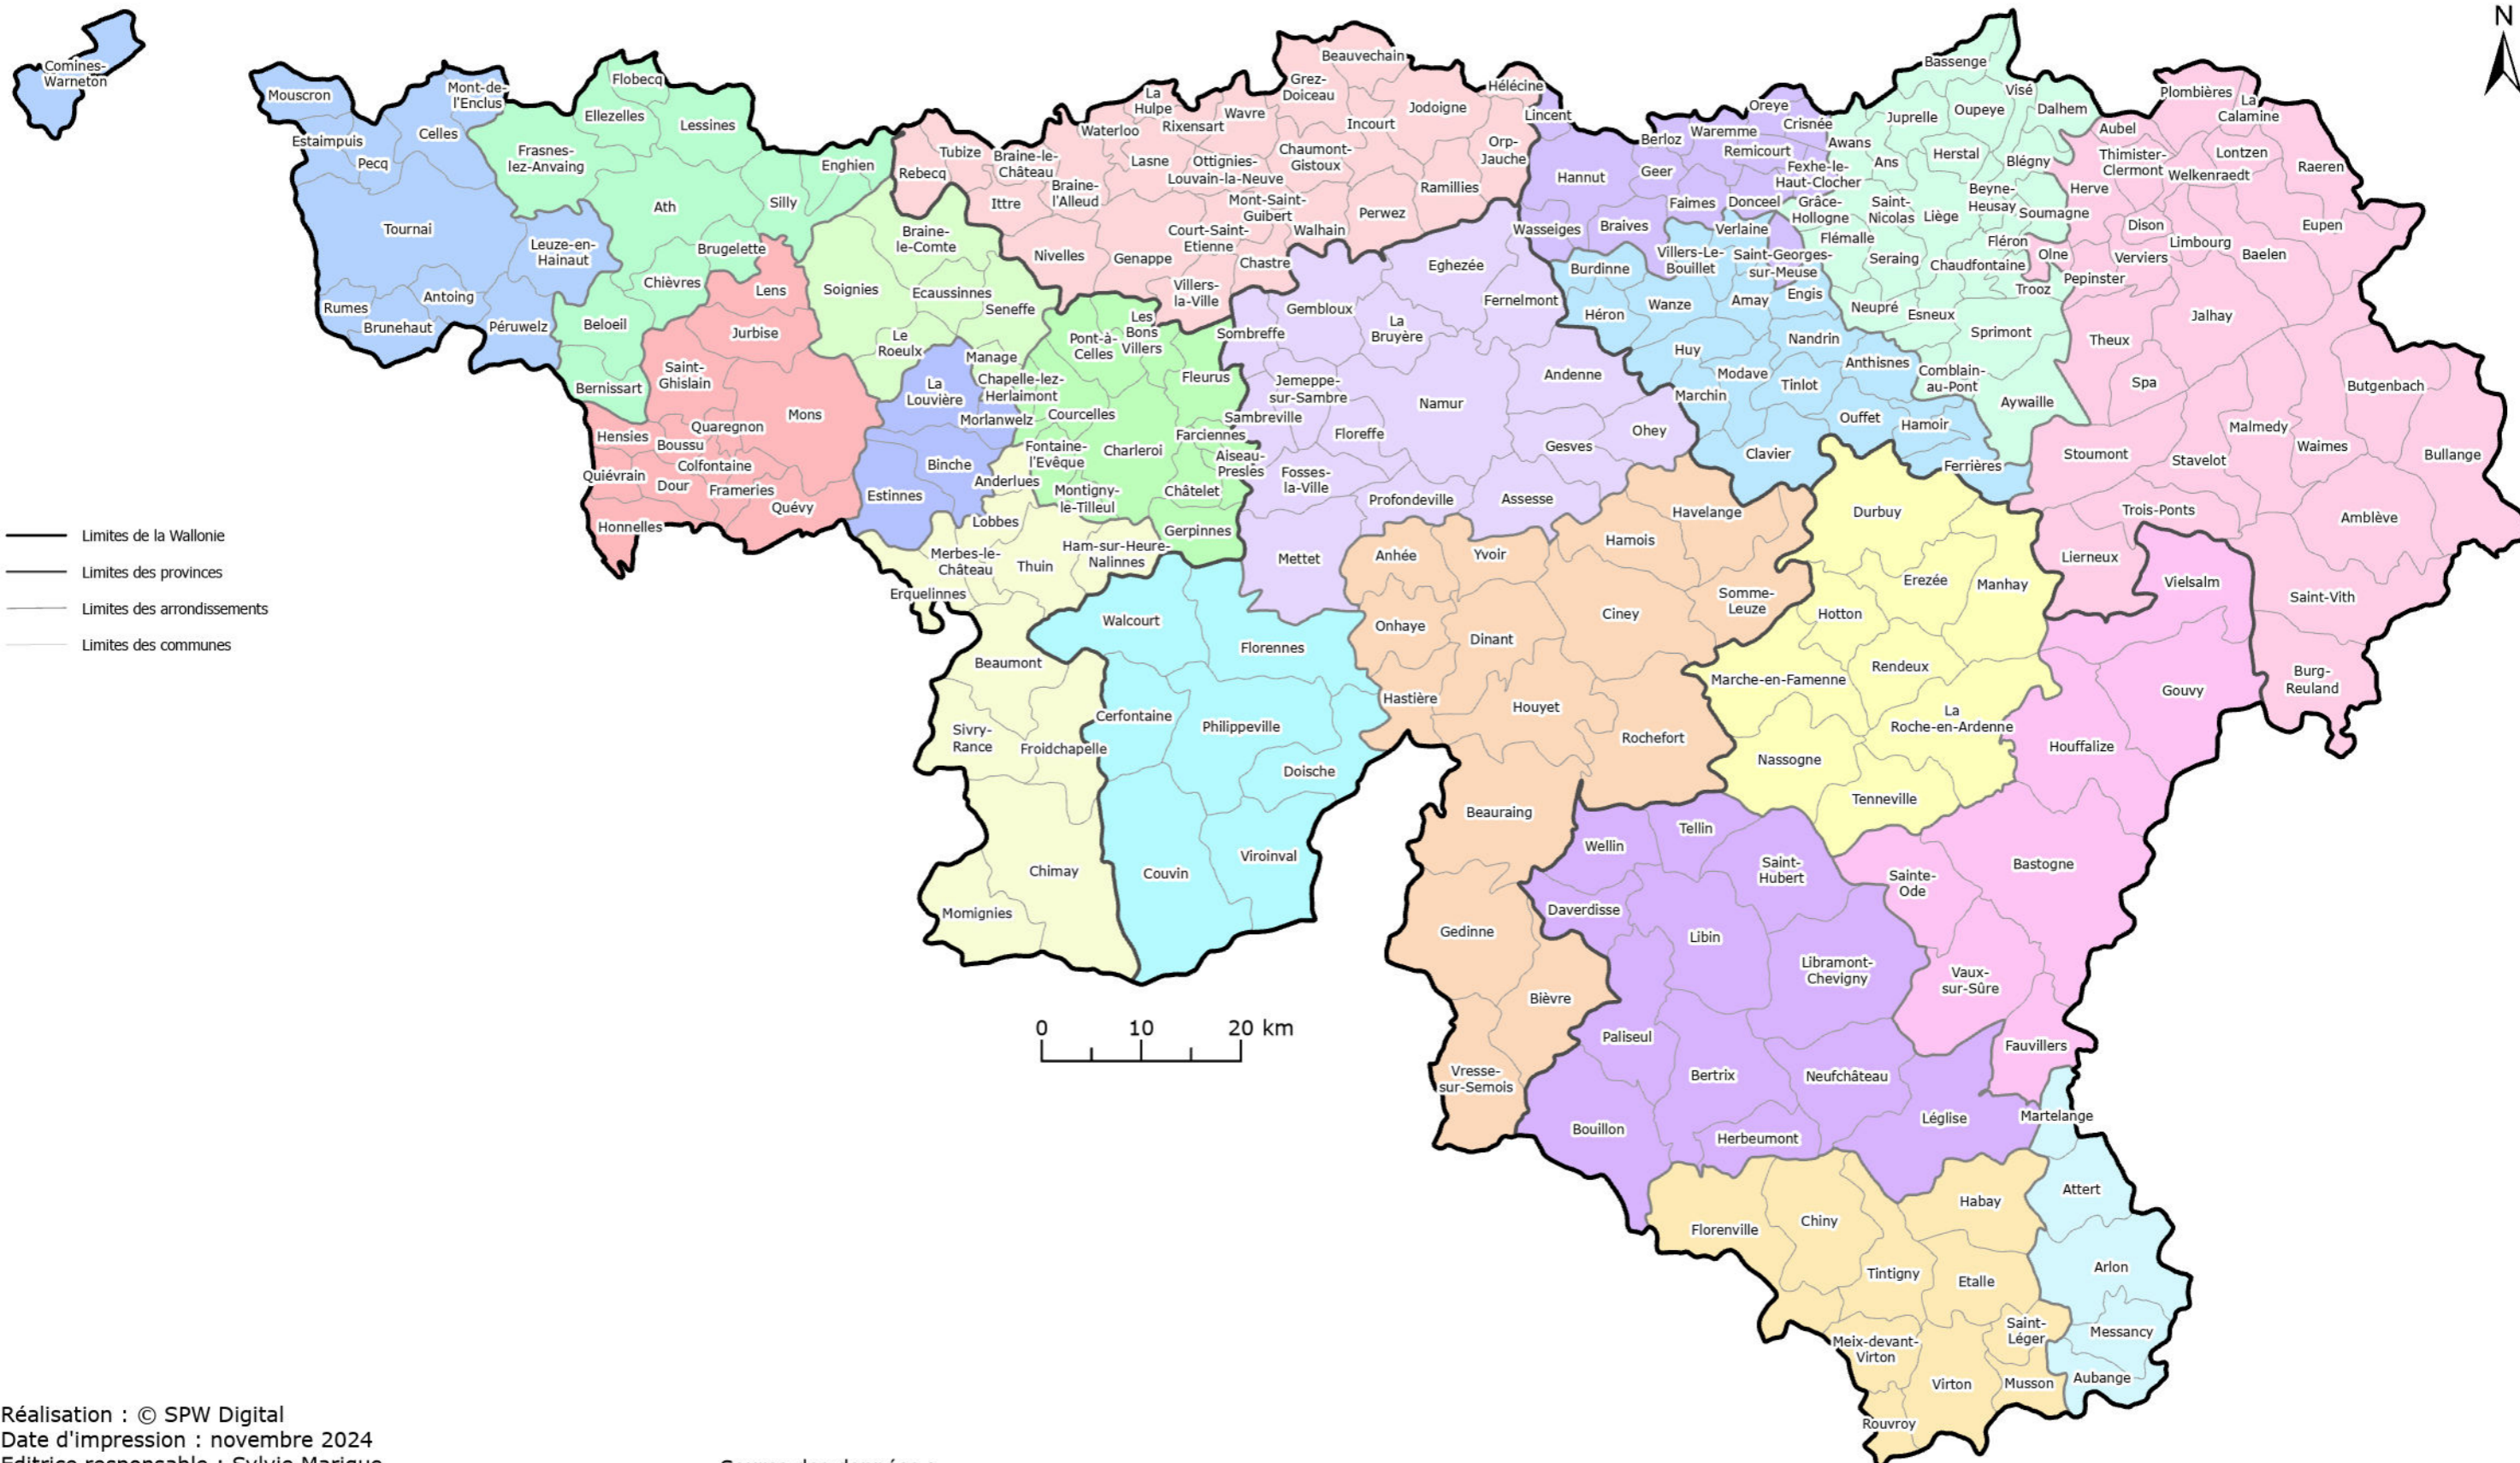 N
Comines-
Warneton
Mouscron
Mont-de-
l'Enclus
Estaimpuis
Celles
Pecq
Tournai
Leuze-en-
Hainaut
Rumes
Antoing
Brunehaut
Péruwelz
Flobecq
Ellezelles
Lessines
Frasnes-
lez-Anvaing
Enghien
Ath
Silly
Brugelette
Chièvres
Beloeil
Bernissart
Lens
Jurbise
Saint-
Ghislain
Mons
Quaregnon
Hensies
Boussu
Colfontaine
Quiévrain
Dour
Frameries
Quévy
Honnelles
Braine-
le-Comte
Soignies
Ecaussinnes
Seneffe
Le
Roeulx
Manage
La
Louvière
Chapelle-lez-
Herlaimont
Morlanwelz
Binche
Estinnes
Anderlues
Lobbes
Merbes-le-
Château
Thuin
Ham-sur-Heure-
Nalinnes
Erquelinnes
Beaumont
Sivry-
Rance
Froidchapelle
Chimay
Momignies
Les
Bons
Villers
Pont-à-
Celles
Fleurus
Courcelles
Farciennes
Fontaine-
l'Evêque
Charleroi
Aiseau-
Presles
Montigny-
le-Tilleul
Châtelet
Gerpinnes
Rebecq
Tubize
Braine-le-
Château
Ittre
Braine-
l'Alleud
Waterloo
La
Hulpe
Rixensart
Wavre
Lasne
Ottignies-
Louvain-la-Neuve
Grez-
Doiceau
Beauvechain
Hélécine
Jodoigne
Incourt
Chaumont-
Gistoux
Orp-
Jauche
Ramillies
Mont-Saint-
Guibert
Perwez
Court-Saint-
Etienne
Walhain
Nivelles
Genappe
Chastre
Villers-
la-Ville
Eghezée
Gembloux
Fernelmont
La
Bruyère
Sombreffe
Jemeppe-
sur-Sambre
Andenne
Namur
Sambreville
Floreffe
Ohey
Gesves
Fosses-
la-Ville
Profondeville
Assesse
Mettet
Walcourt
Florennes
Cerfontaine
Philippeville
Doische
Couvin
Viroinval
Anhée
Yvoir
Hamois
Havelange
Onhaye
Dinant
Ciney
Somme-
Leuze
Hastière
Houyet
Rochefort
Beauraing
Gedinne
Bièvre
Vresse-
sur-Semois
Lincent
Berloz
Oreye
Waremme
Crisnée
Remicourt
Hannut
Geer
Fexhe-le-
Haut-Clocher
Faimes
Donceel
Wasseiges
Braives
Saint-Georges-
sur-Meuse
Verlaine
Villers-Le-
Bouillet
Burdinne
Héron
Wanze
Amay
Engis
Huy
Nandrin
Modave
Tinlot
Anthisnes
Marchin
Ouffet
Hamoir
Clavier
Ferrières
Bassenge
Visé
Juprelle
Oupeye
Dalhem
Awans
Ans
Herstal
Blégny
Grâce-
Hollogne
Saint-
Nicolas
Liège
Beyne-
Heusay
Soumagne
Flémalle
Fléron
Seraing
Chaudfontaine
Trooz
Neupré
Esneux
Sprimont
Comblain-
au-Pont
Aywaille
Plombières
La
Calamine
Aubel
Thimister-
Clermont
Lontzen
Welkenraedt
Raeren
Herve
Dison
Limbourg
Eupen
Olne
Verviers
Baelen
Pepinster
Jalhay
Theux
Spa
Butgenbach
Malmedy
Waimes
Stoumont
Stavelot
Bullange
Trois-Ponts
Amblève
Lierneux
Saint-Vith
Burg-
Reuland
Durbuy
Erezée
Manhay
Hotton
Rendeux
Marche-en-Famenne
La
Roche-en-Ardenne
Nassogne
Tenneville
Vielsalm
Gouvy
Houffalize
Bastogne
Sainte-
Ode
Vaux-
sur-Sûre
Fauvillers
Tellin
Wellin
Saint-
Hubert
Daverdisse
Libin
Libramont-
Chevigny
Paliseul
Bertrix
Neufchâteau
Léglise
Bouillon
Herbeumont
Martelange
Attert
Arlon
Messancy
Aubange
Habay
Chiny
Florenville
Tintigny
Etalle
Saint-
Léger
Meix-devant-
Virton
Virton
Musson
Rouvroy
Limites de la Wallonie
Limites des provinces
Limites des arrondissements
Limites des communes
0 10 20 km
Réalisation : © SPW Digital
Date d'impression : novembre 2024
Editrice responsable : Sylvie Marique